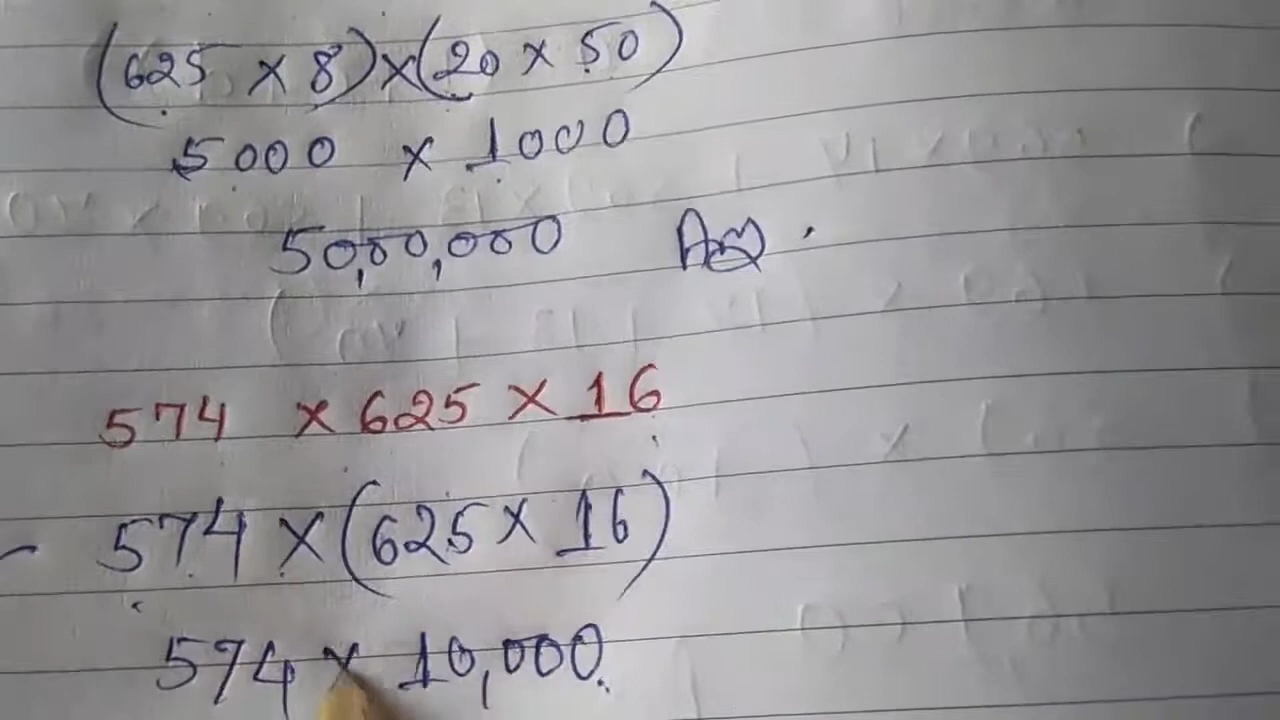 (625 × 8)×(20 × 50)
5000 × 1000
50,00,000 Ans.
574 × 625 × 16
574 × (625 × 16)
574 × 10,000.